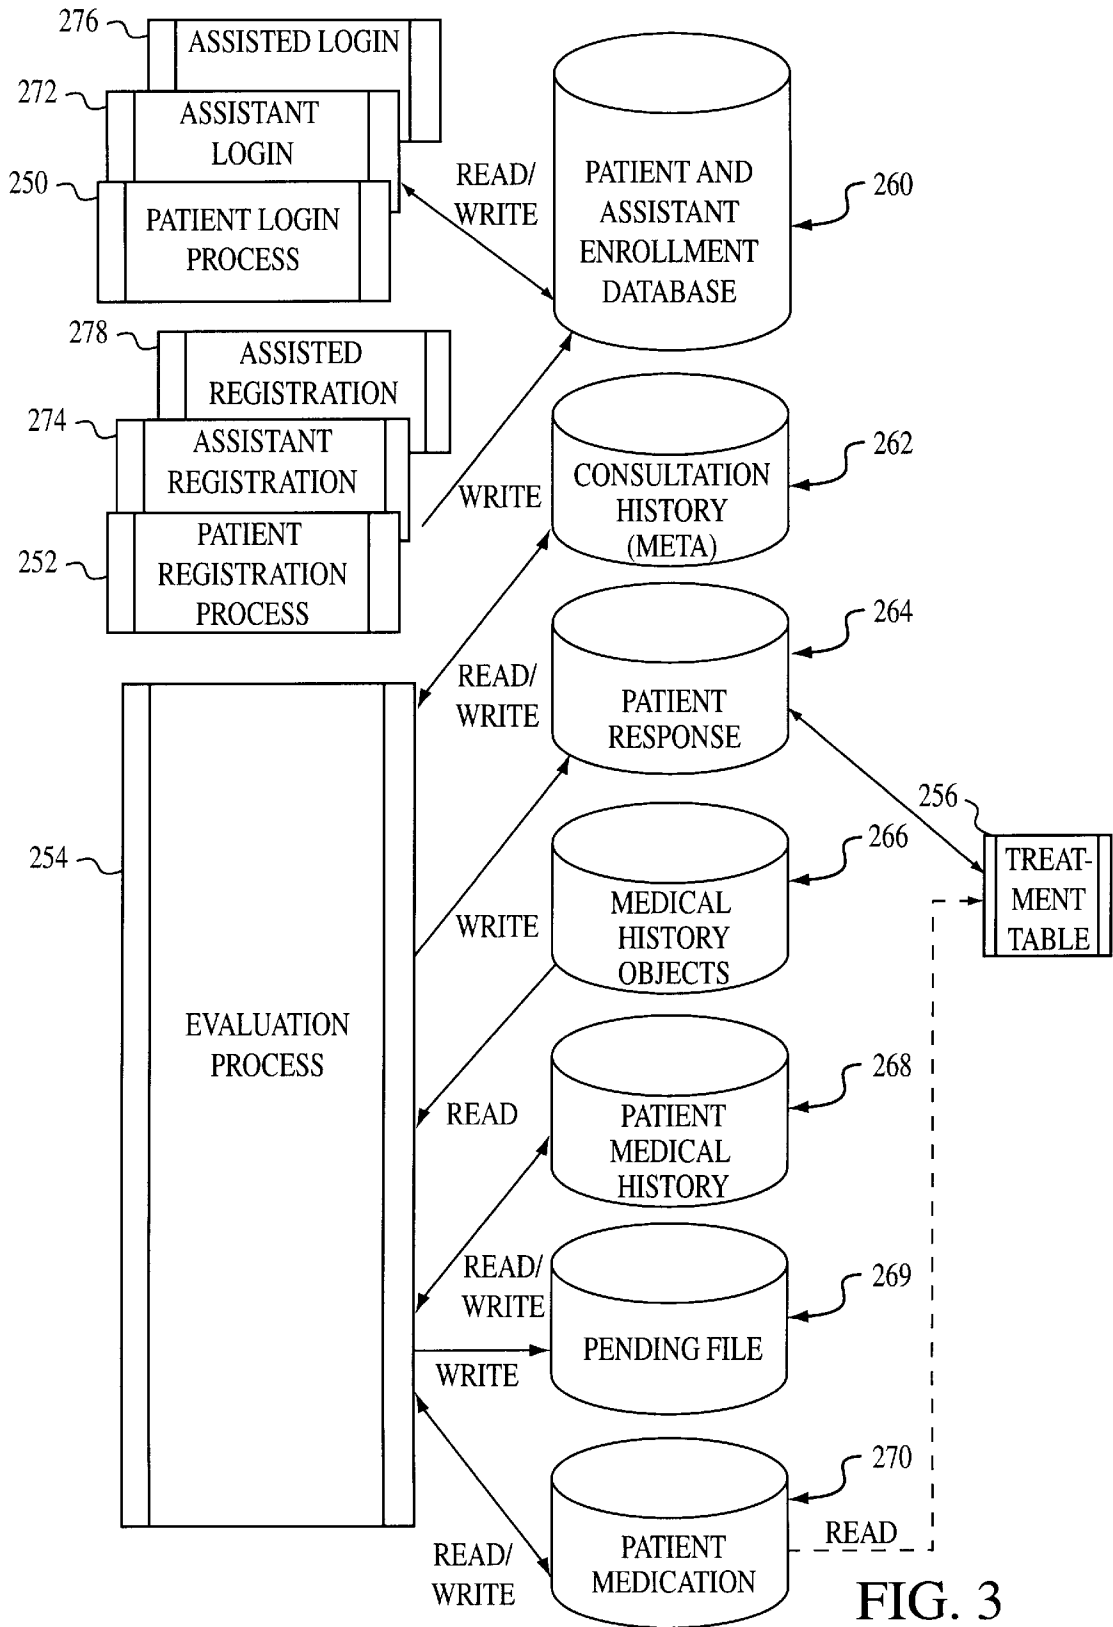 276
ASSISTED LOGIN
272
ASSISTANT
LOGIN
250
PATIENT LOGIN
PROCESS
READ/
WRITE
PATIENT AND
ASSISTANT
ENROLLMENT
DATABASE
260
278
ASSISTED
REGISTRATION
274
ASSISTANT
REGISTRATION
252
PATIENT
REGISTRATION
PROCESS
WRITE
CONSULTATION
HISTORY
(META)
262
READ/
WRITE
PATIENT
RESPONSE
264
254
EVALUATION
PROCESS
WRITE
MEDICAL
HISTORY
OBJECTS
266
256
TREAT-
MENT
TABLE
READ
PATIENT
MEDICAL
HISTORY
268
READ/
WRITE
PENDING FILE
269
WRITE
READ/
WRITE
PATIENT
MEDICATION
270
READ
FIG. 3